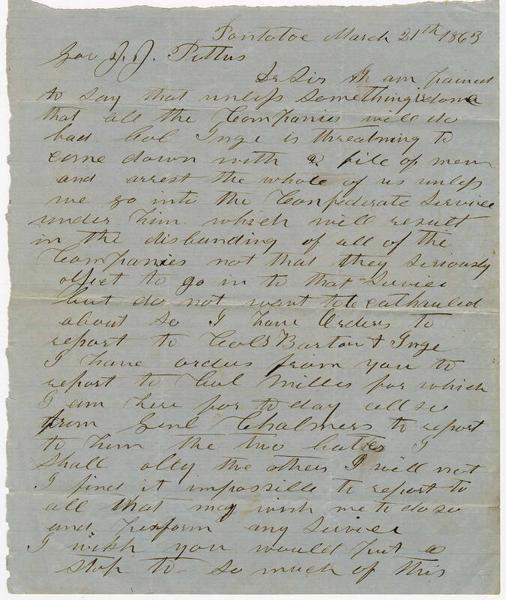 Pontotoc March 21th 1863
Gov J. J. Pettus
Dr Sir I am pained
to say that unless something is done
that all the Companies will do
bad Col Inge is threatning to
come down with a pile of men
and arrest the whole of us unless
we go into the Confederate Service
under him which will result
in the disbanding of all of the
Companies not that they seriously
object to go in to that Service
but do not want to be athauled
about so I have Orders to
report to Cols Barton & Inge
I have orders from you to
report to Col Miller for which
I am here for to day allso
from Genl Chalmers to report
to him the two latter I
shall obey the others I will not
I find it impossible to report to
all that may wish me to do so
and perform any Service
I wish you would put a
stop to so much of this